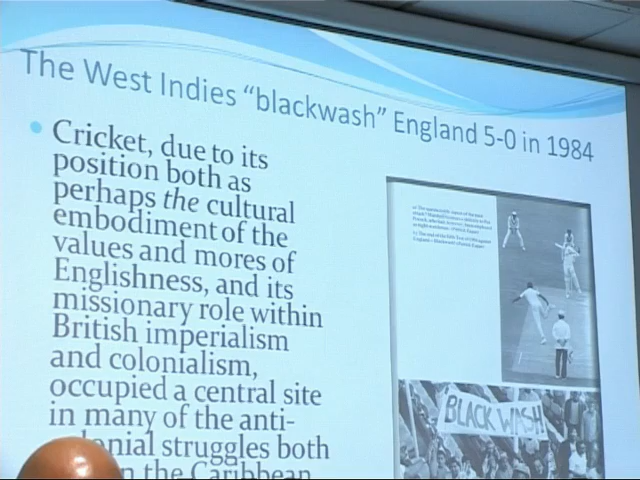 The West Indies “blackwash” England 5-0 in 1984
Cricket, due to its
position both as
perhaps the cultural
embodiment of the
values and mores of
Englishness, and its
missionary role within
British imperialism
and colonialism,
occupied a central site
in many of the anti-
struggles both
the Caribbean
BLACK WASH